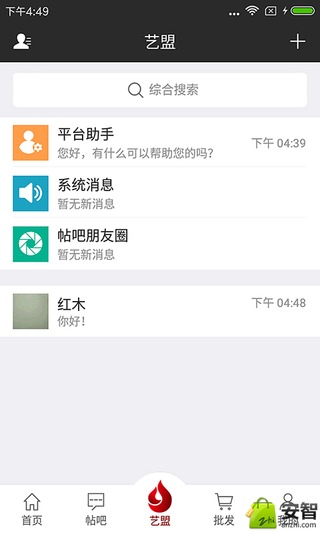 下午4:49
艺盟
综合搜索
平台助手
下午 04:39
您好，有什么可以帮助您的吗？
系统消息
暂无新消息
帖吧朋友圈
暂无新消息
红木
下午 04:48
你好！
首页
帖吧
艺盟
批发
我的
安智
anzhi.com